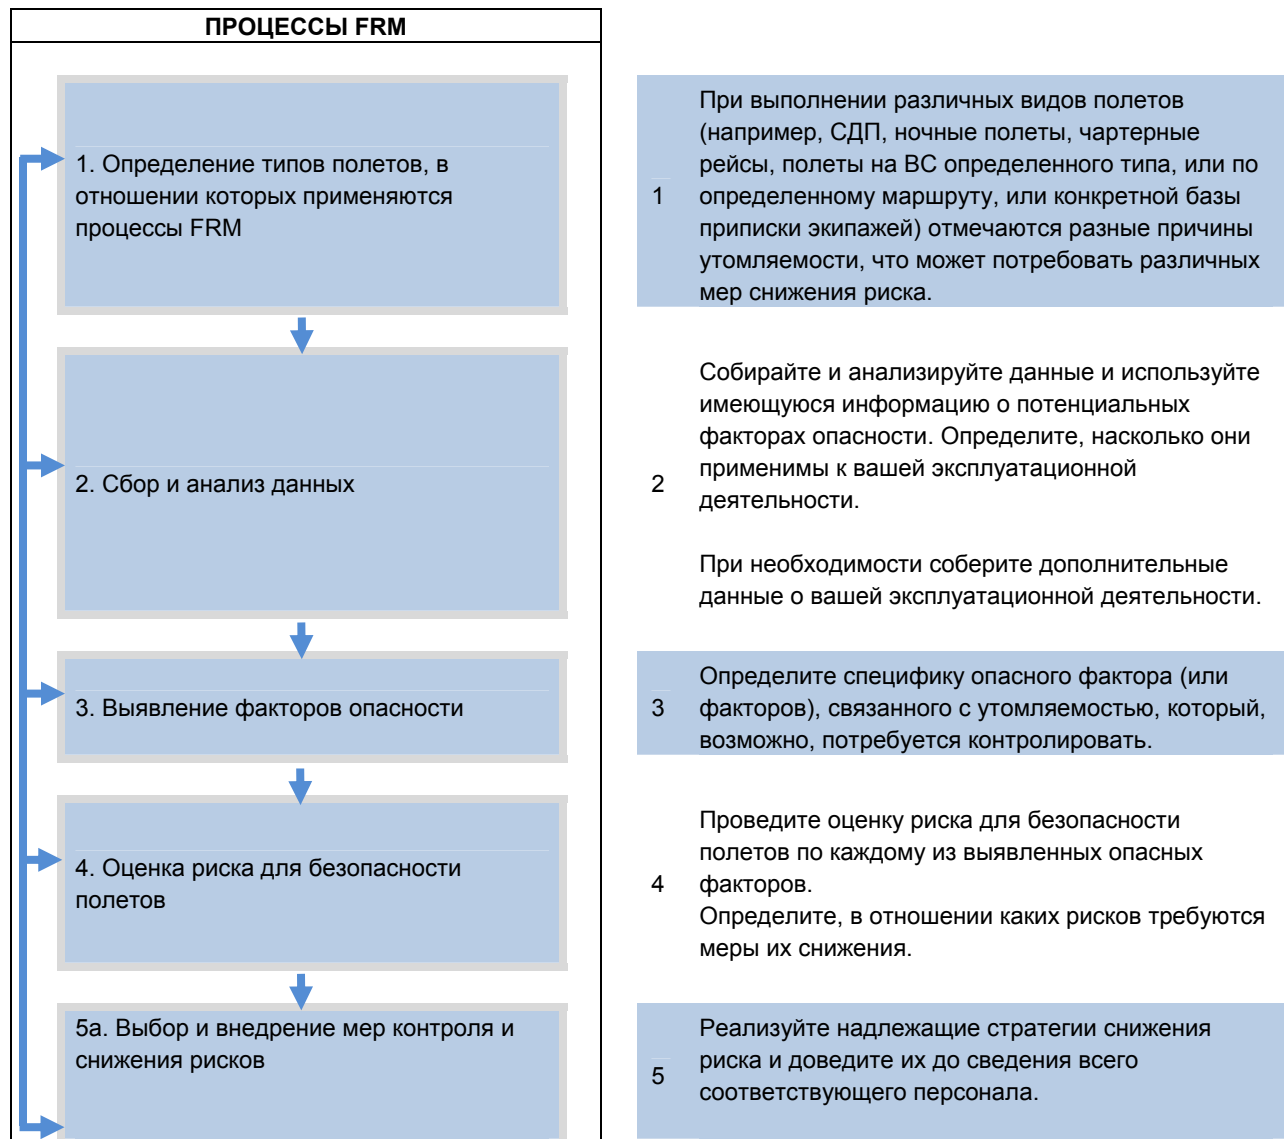 ПРОЦЕССЫ FRM
1. Определение типов полетов, в
отношении которых применяются
процессы FRM
1
При выполнении различных видов полетов
(например, СДП, ночные полеты, чартерные
рейсы, полеты на ВС определенного типа, или по
определенному маршруту, или конкретной базы
приписки экипажей) отмечаются разные причины
утомляемости, что может потребовать различных
мер снижения риска.
2. Сбор и анализ данных
2
Собирайте и анализируйте данные и используйте
имеющуюся информацию о потенциальных
факторах опасности. Определите, насколько они
применимы к вашей эксплуатационной
деятельности.
При необходимости соберите дополнительные
данные о вашей эксплуатационной деятельности.
3. Выявление факторов опасности
3
Определите специфику опасного фактора (или
факторов), связанного с утомляемостью, который,
возможно, потребуется контролировать.
4. Оценка риска для безопасности
полетов
4
Проведите оценку риска для безопасности
полетов по каждому из выявленных опасных
факторов.
Определите, в отношении каких рисков требуются
меры их снижения.
5a. Выбор и внедрение мер контроля и
снижения рисков
5
Реализуйте надлежащие стратегии снижения
риска и доведите их до сведения всего
соответствующего персонала.